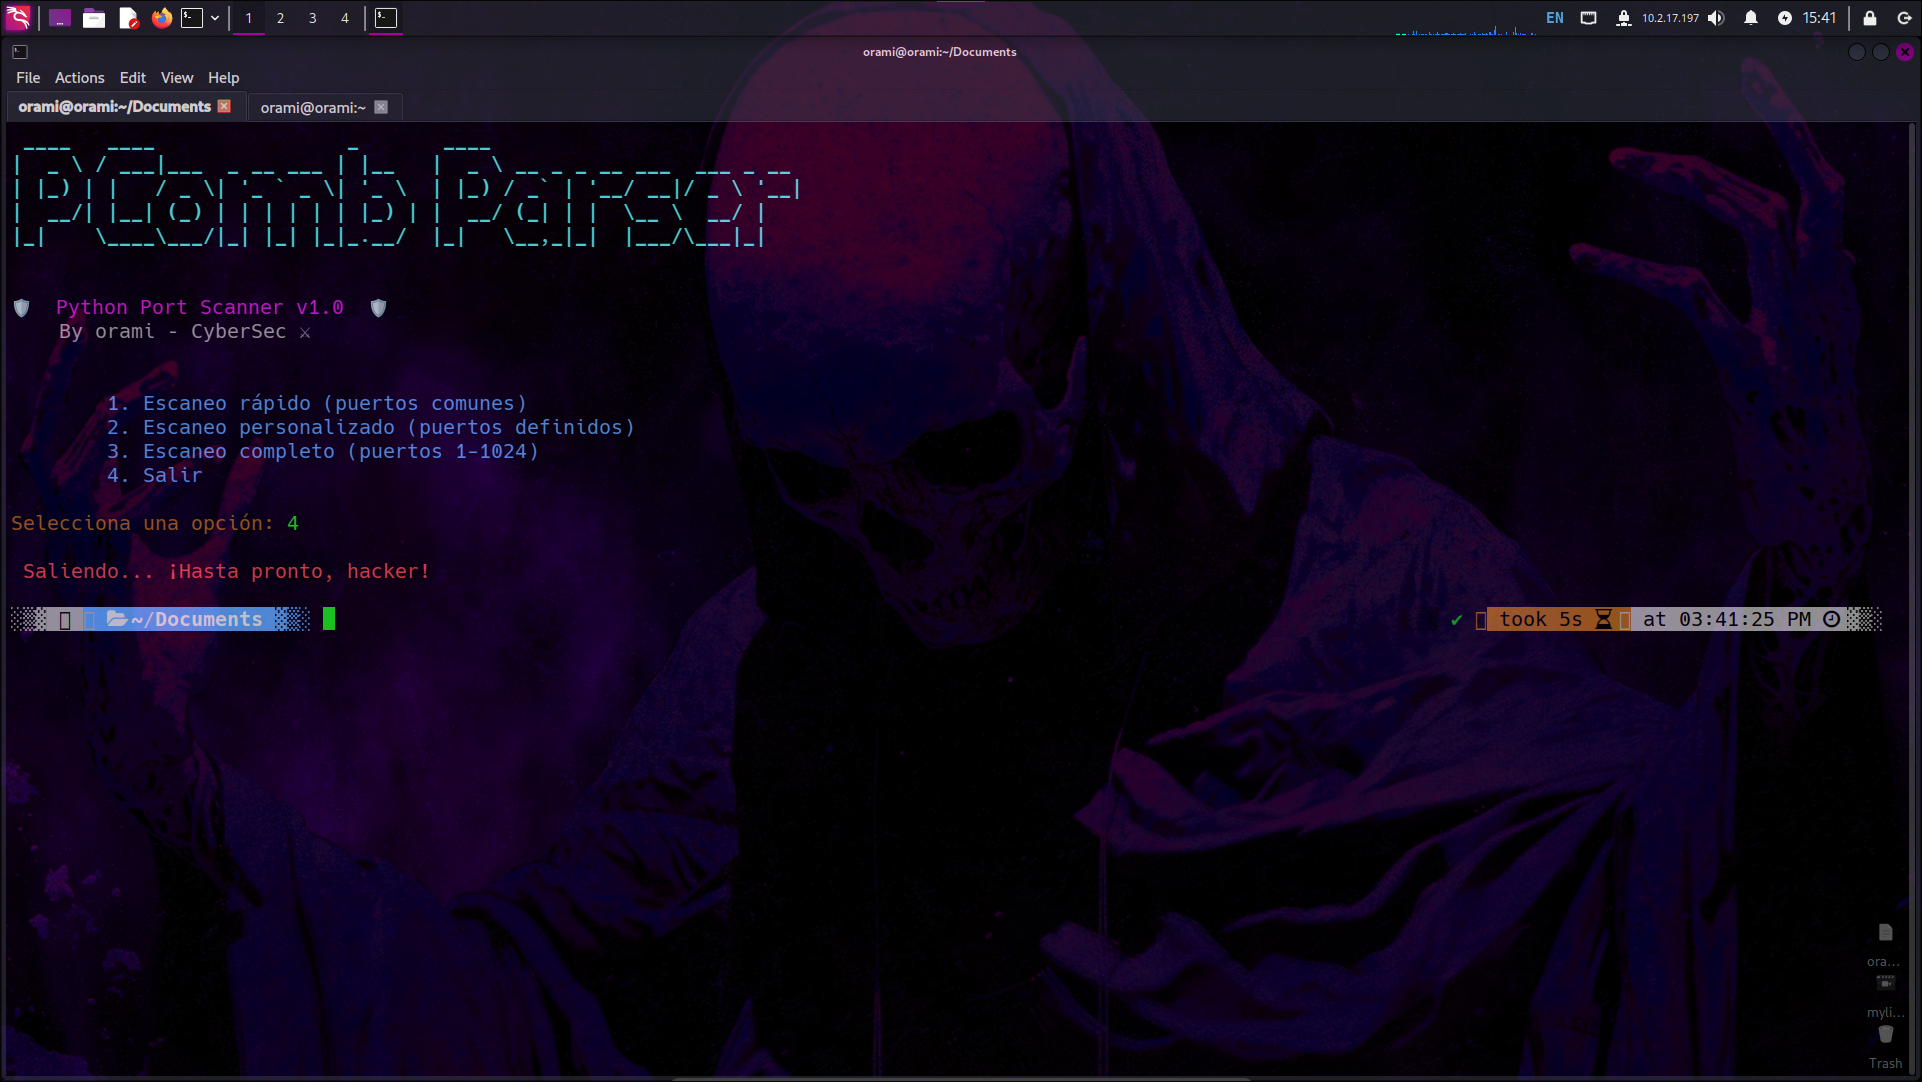 1 2 3 4
EN 10.2.17.197 15:41
orami@orami:~/Documents
File Actions Edit View Help
orami@orami:~/Documents orami@orami:~
PComb Parser
Python Port Scanner v1.0
By orami - CyberSec ⚔
1. Escaneo rápido (puertos comunes)
2. Escaneo personalizado (puertos definidos)
3. Escaneo completo (puertos 1-1024)
4. Salir
Selecciona una opción: 4
Saliendo... ¡Hasta pronto, hacker!
~/Documents ✔ took 5s at 03:41:25 PM
ora...
myli...
Trash